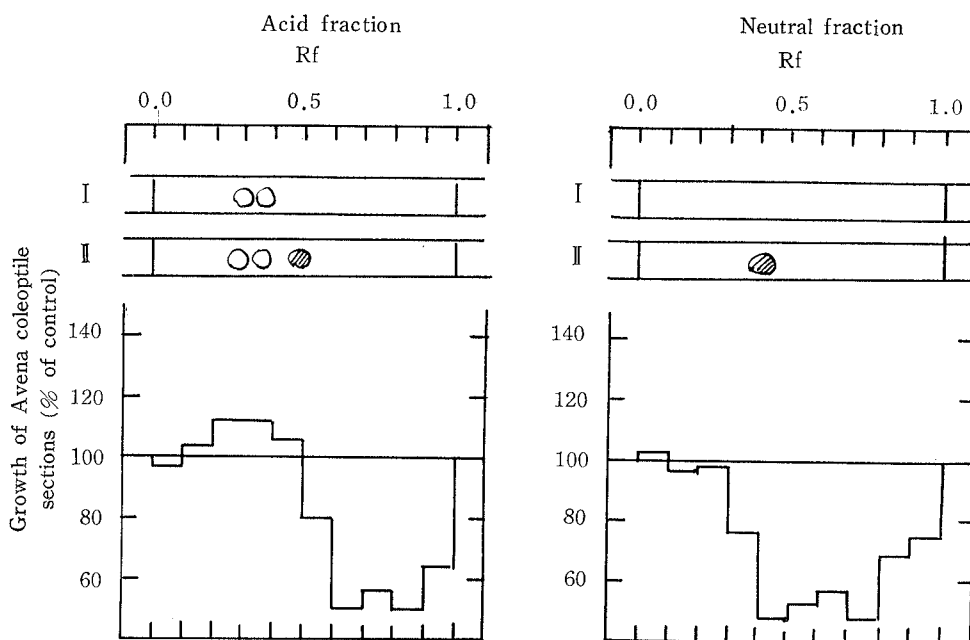 Acid fraction
Rf
0.0 0.5 1.0
I
II
Growth of Avena coleoptile
sections (% of control)
140
120
100
80
60
Neutral fraction
Rf
0.0 0.5 1.0
I
II
140
120
100
80
60